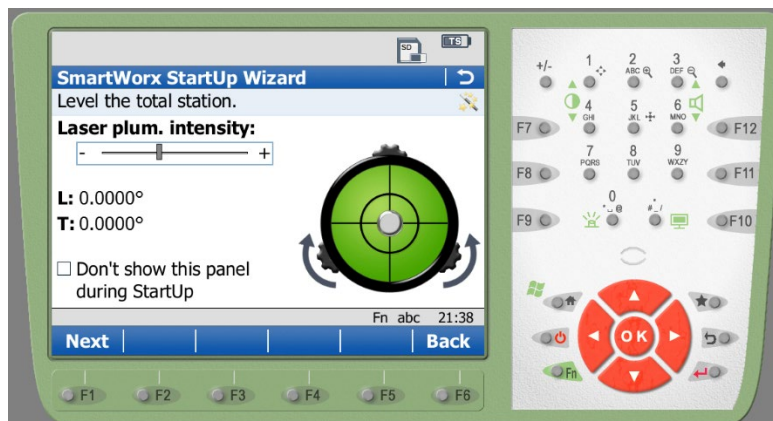 SD
TS
SmartWorx StartUp Wizard
Level the total station.
Laser plum. intensity:
- +
L: 0.0000°
T: 0.0000°
Don't show this panel
during StartUp
Fn abc 21:38
Next Back
F1 F2 F3 F4 F5 F6
+/- 1 2 3
ABC DEF
4 5 6
GHI JKL MNO
F7 F12
7 8 9
PQRS TUV WXZY
F8 F11
0
. _ @ #_/
F9 F10
OK
Fn